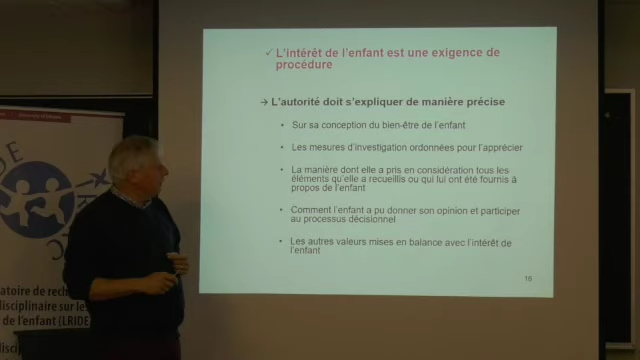 ✓ L'intérêt de l'enfant est une exigence de
procédure
→ L'autorité doit s'expliquer de manière précise
• Sur sa conception du bien-être de l'enfant
• Les mesures d'investigation ordonnées pour l'apprécier
• La manière dont elle a pris en considération tous les
éléments qu'elle a recueillis ou qui lui ont été fournis à
propos de l'enfant
• Comment l'enfant a pu donner son opinion et participer
au processus décisionnel
• Les autres valeurs mises en balance avec l'intérêt de
l'enfant
18
atoire de rech
disciplinaire sur les
de l'enfant (LRIDE